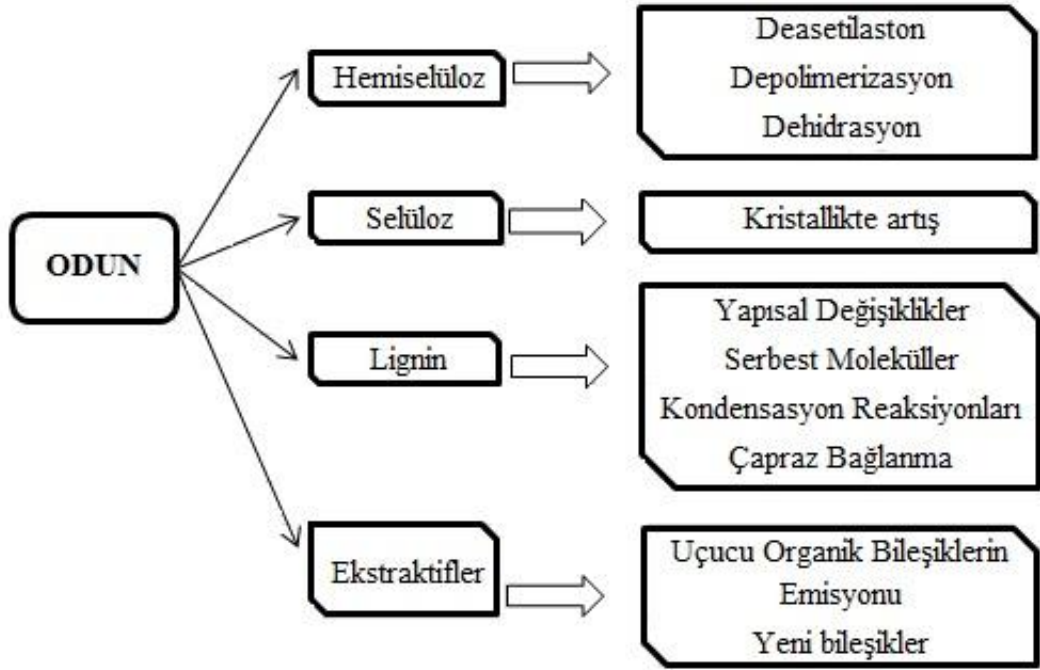 ODUN
Hemiselüloz
Deasetilaston
Depolimerizasyon
Dehidrasyon
Selüloz
Kristallikte artış
Lignin
Yapısal Değişiklikler
Serbest Moleküller
Kondensasyon Reaksiyonları
Çapraz Bağlanma
Ekstraktifler
Uçucu Organik Bileşiklerin
Emisyonu
Yeni bileşikler